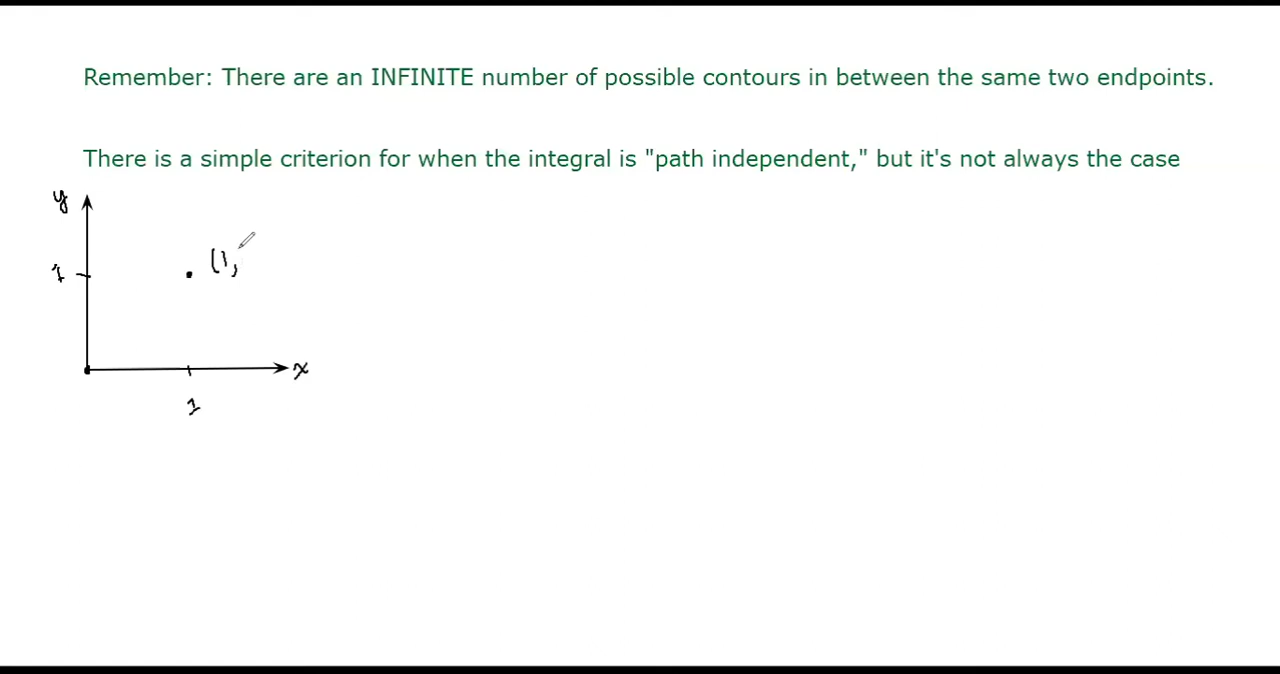 Remember: There are an INFINITE number of possible contours in between the same two endpoints.
There is a simple criterion for when the integral is "path independent," but it's not always the case
y
1
(1,
x
1